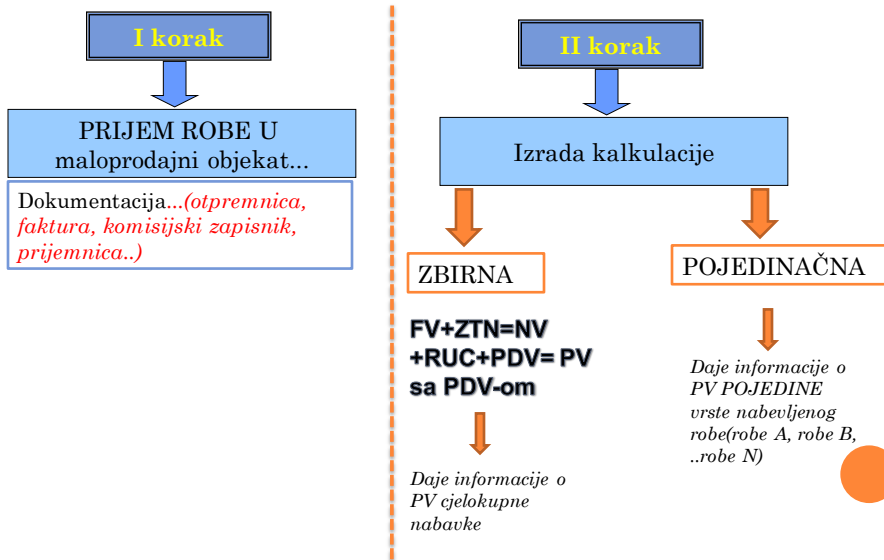 I korak
PRIJEM ROBE U
maloprodajni objekat...
Dokumentacija...(otpremnica,
faktura, komisijski zapisnik,
prijemnica..)
II korak
Izrada kalkulacije
ZBIRNA
FV+ZTN=NV
+RUC+PDV= PV
sa PDV-om
Daje informacije o
PV cjelokupne
nabavke
POJEDINAČNA
Daje informacije o
PV POJEDINE
vrste nabevljenog
robe(robe A, robe B,
..robe N)